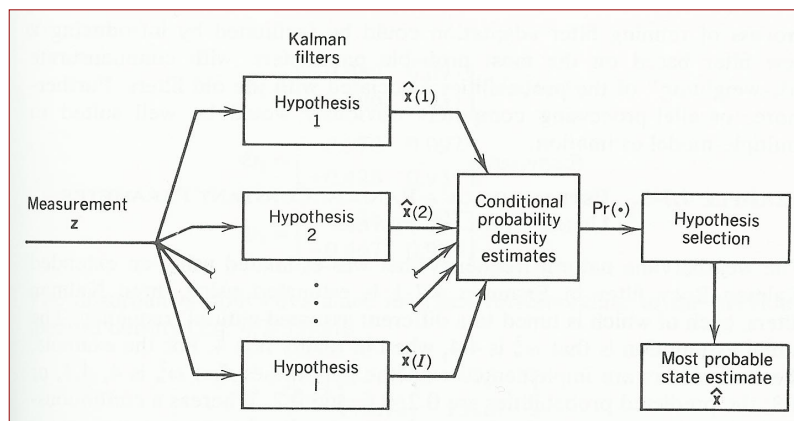 Kalman
filters
Hypothesis
1
x̂(1)
Measurement
z
Hypothesis
2
x̂(2)
Conditional
probability
density
estimates
Pr(•)
Hypothesis
selection
Hypothesis
I
x̂(I)
Most probable
state estimate
x̂